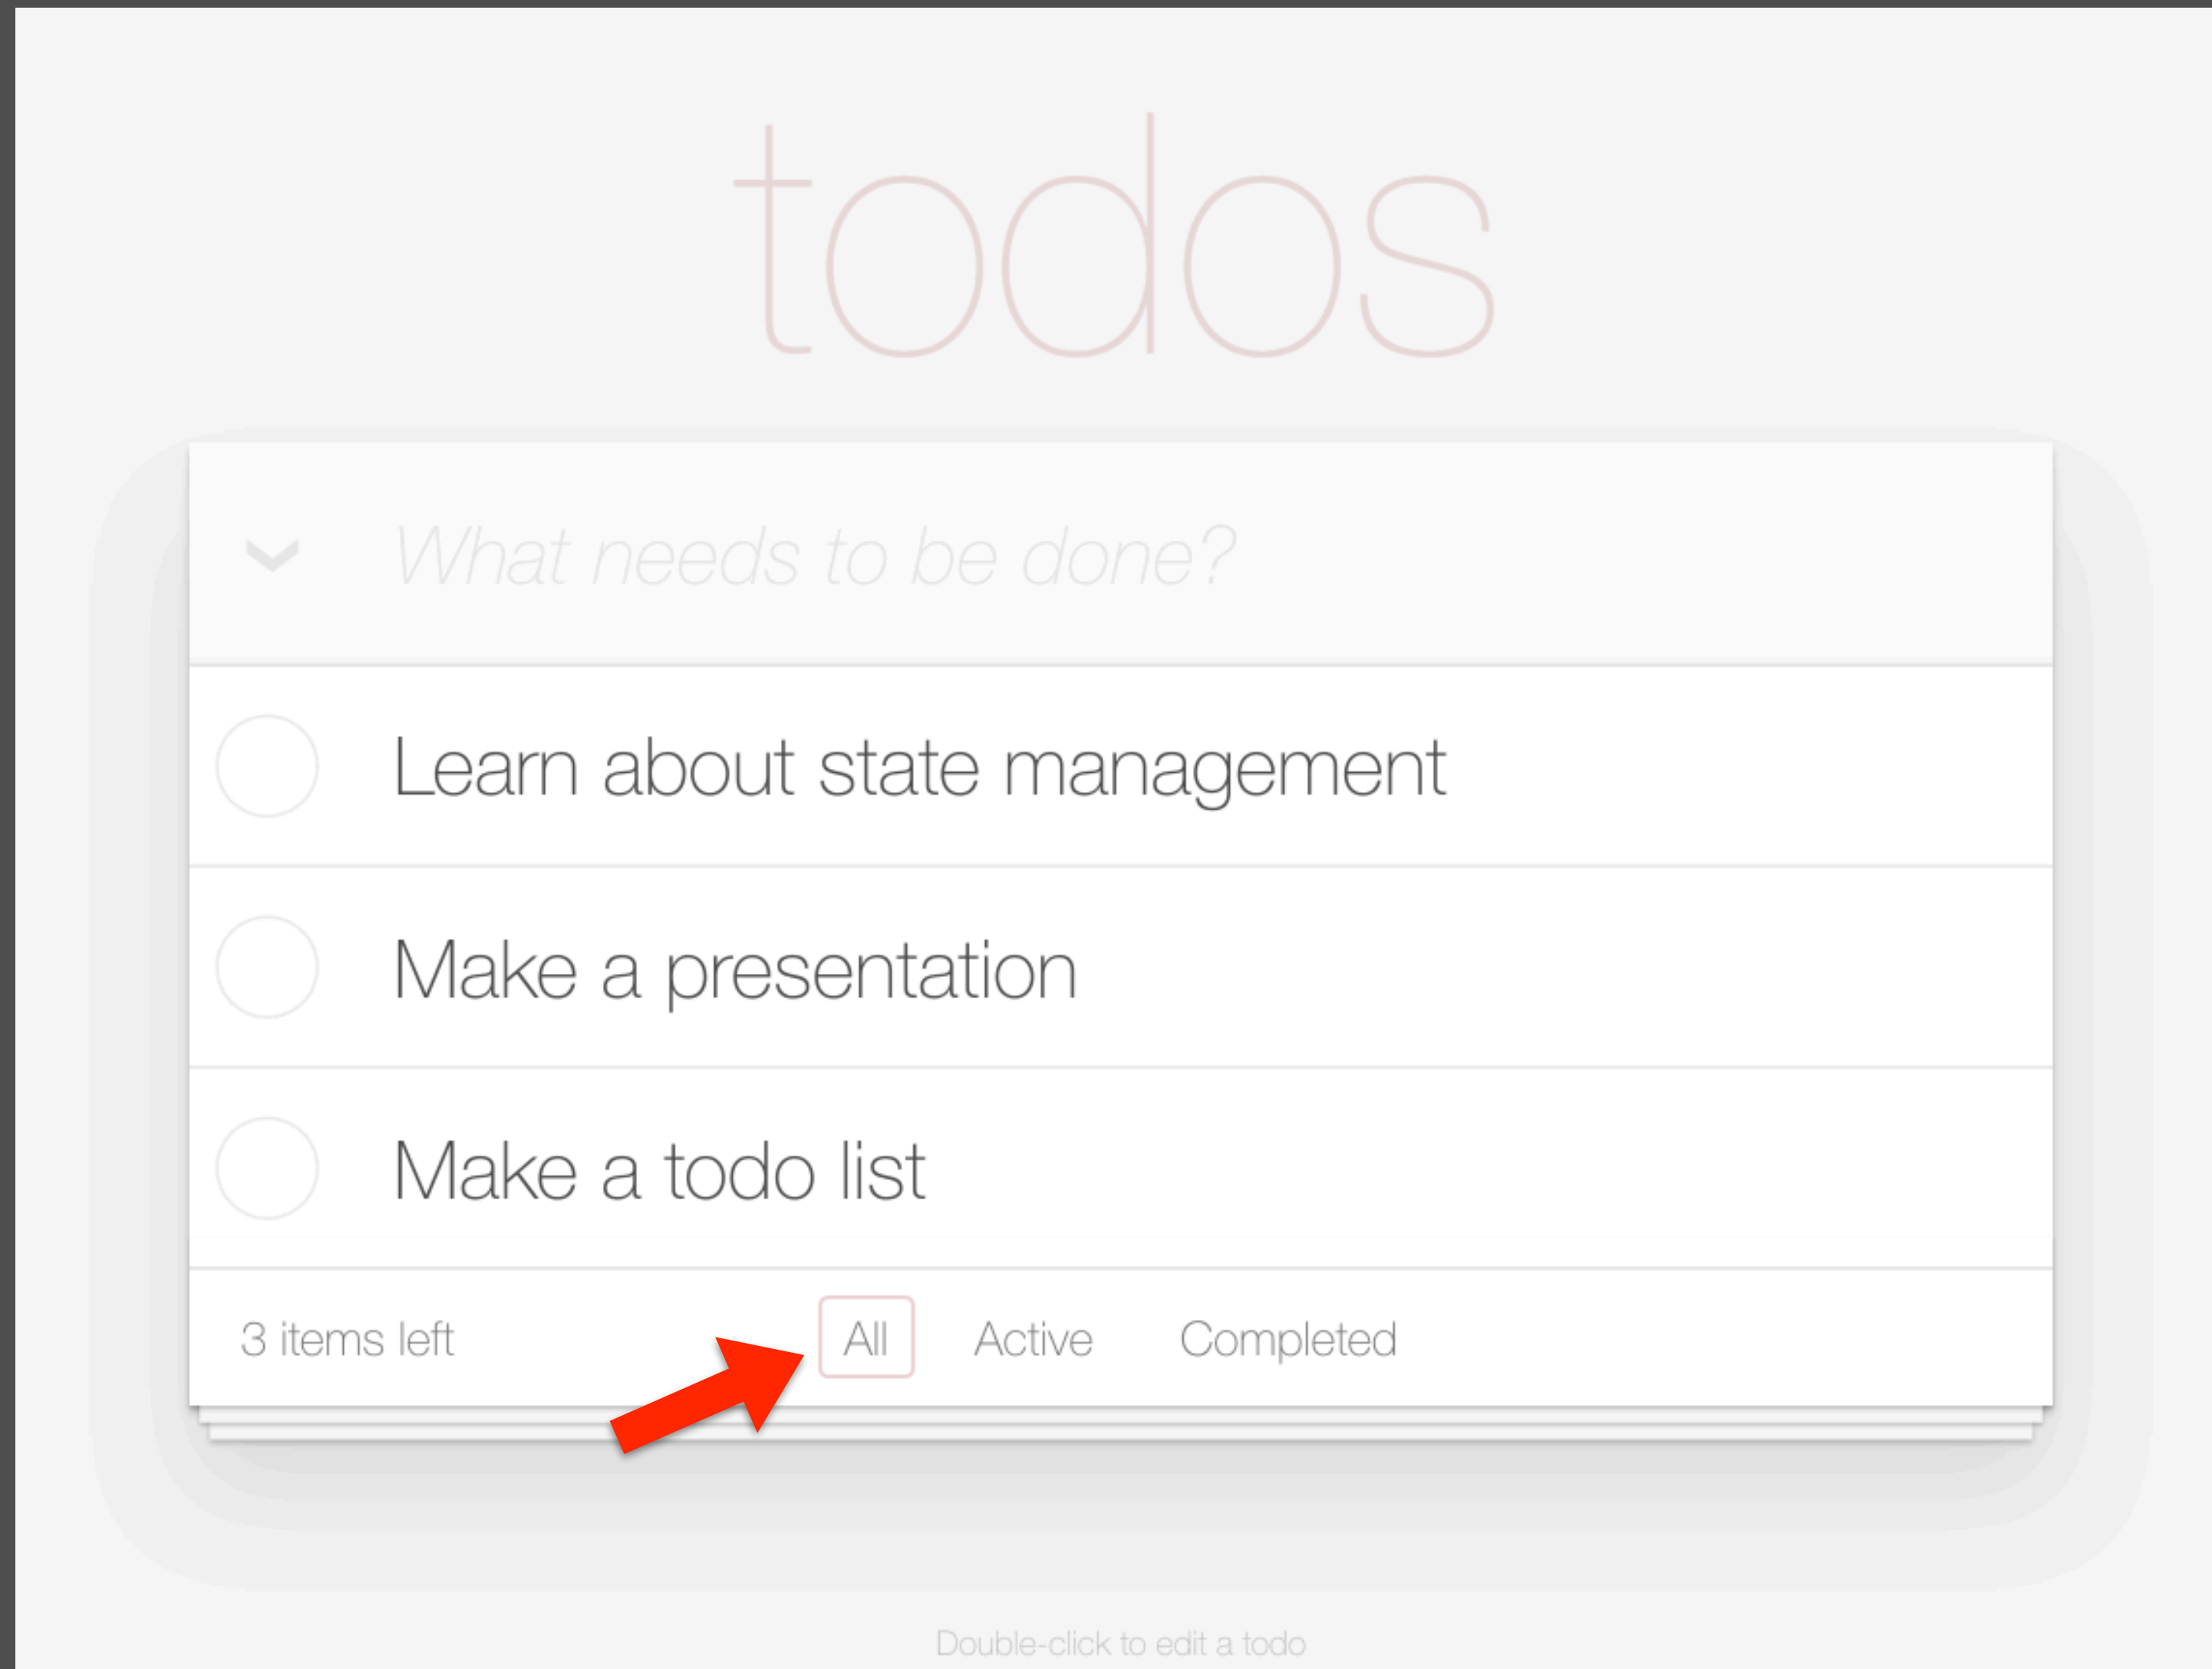 todos
What needs to be done?
Learn about state management
Make a presentation
Make a todo list
3 items left All Active Completed
Double-click to edit a todo